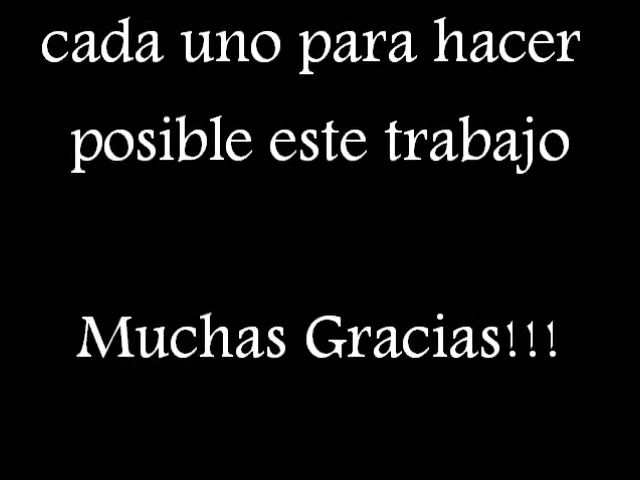 cada uno para hacer
posible este trabajo
Muchas Gracias!!!